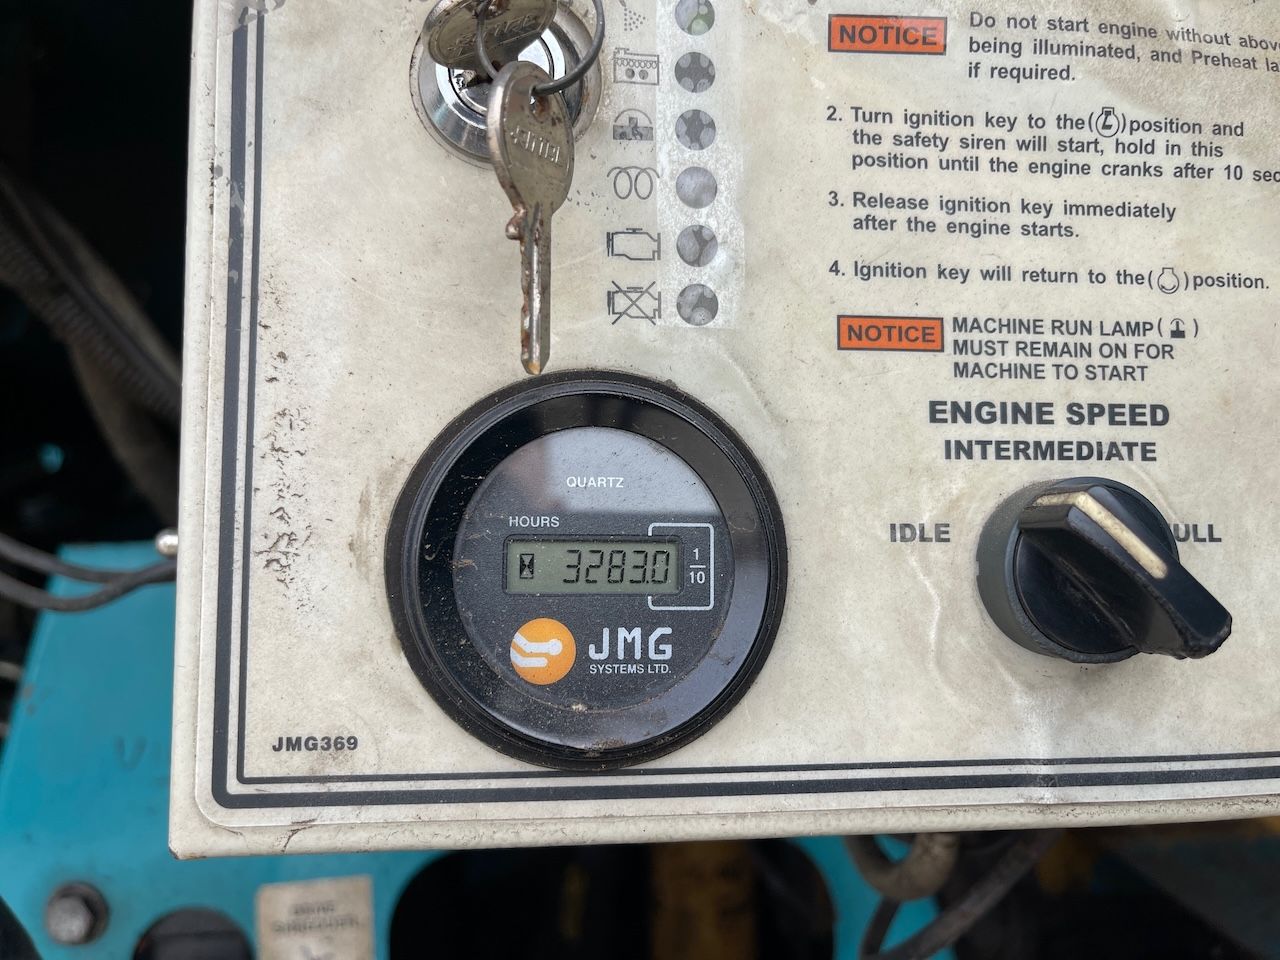 NOTICE
Do not start engine without above
being illuminated, and Preheat la
if required.
2. Turn ignition key to the ( ) position and
the safety siren will start, hold in this
position until the engine cranks after 10 sec
3. Release ignition key immediately
after the engine starts.
4. Ignition key will return to the ( ) position.
NOTICE
MACHINE RUN LAMP ( )
MUST REMAIN ON FOR
MACHINE TO START
ENGINE SPEED
INTERMEDIATE
IDLE
ULL
QUARTZ
HOURS
3283.0
1
10
JMG
SYSTEMS LTD.
JMG369